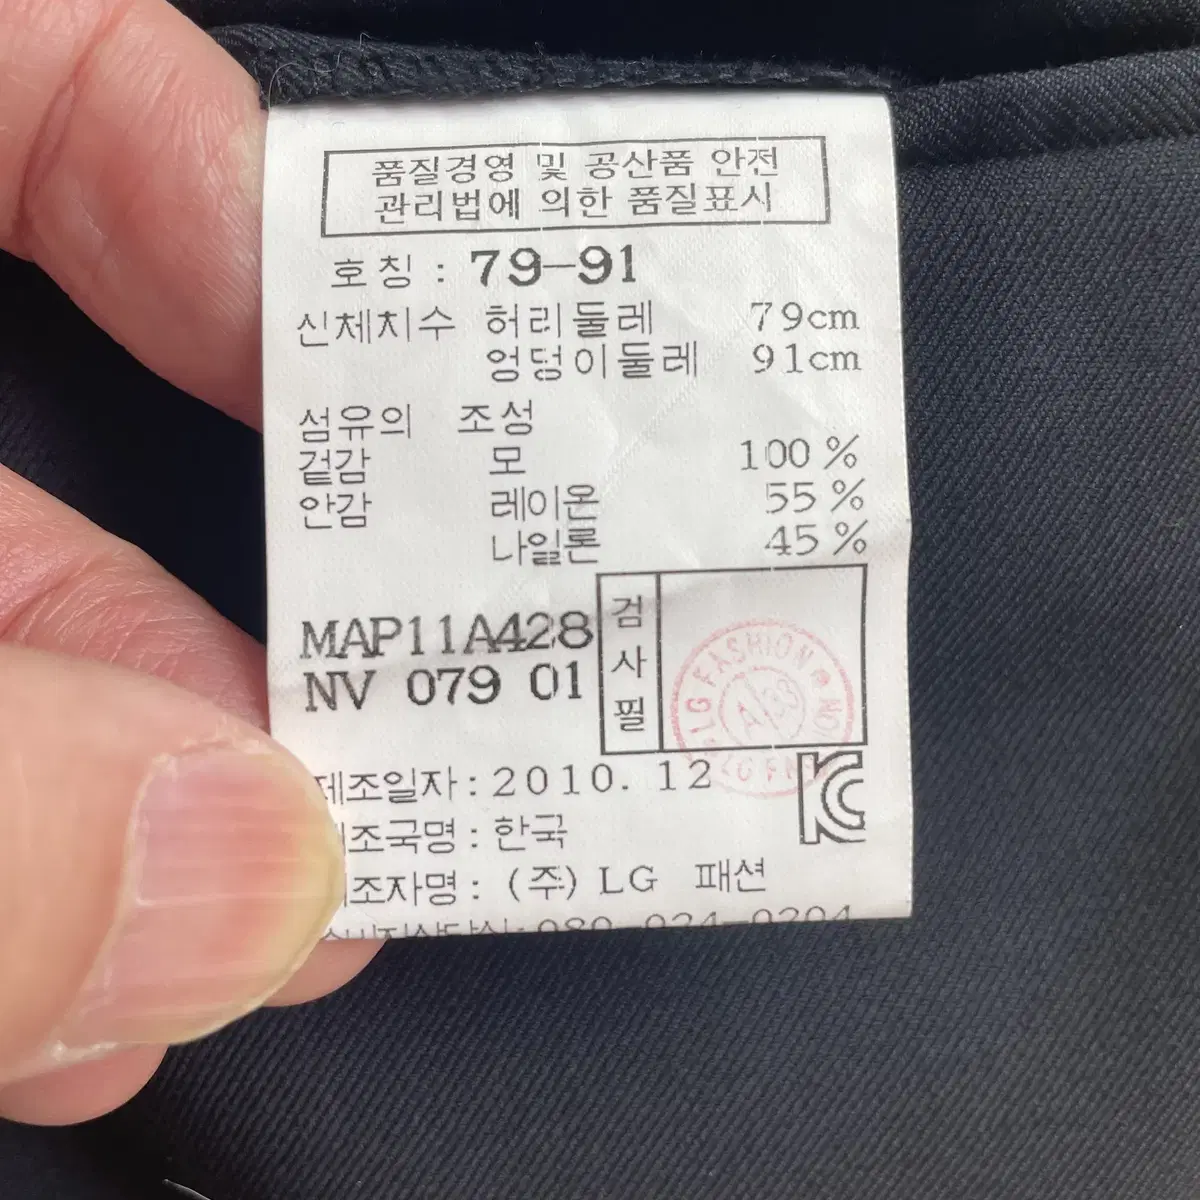 품질경영 및 공산품 안전
관리법에 의한 품질표시
호칭 : 79-91
신체치수 허리둘레 79cm
엉덩이둘레 91cm
섬유의 조성
겉감 모 100 %
안감 레이온 55 %
나일론 45 %
MAP11A428
NV 079 01
검사필
LG FASHION
A/33
제조일자 : 2010. 12
제조국명 : 한국
제조자명 : (주) LG 패션